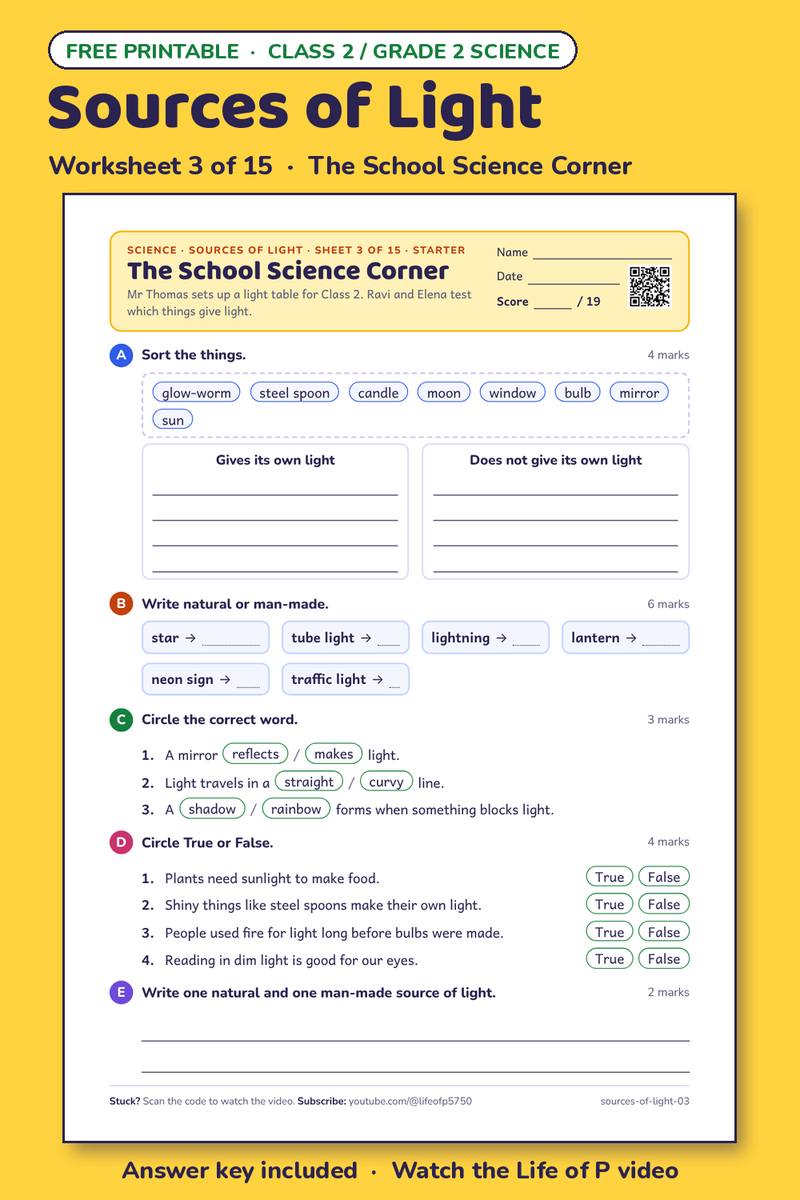 FREE PRINTABLE · CLASS 2 / GRADE 2 SCIENCE
Sources of Light
Worksheet 3 of 15 · The School Science Corner
SCIENCE · SOURCES OF LIGHT · SHEET 3 OF 15 · STARTER
The School Science Corner
Mr Thomas sets up a light table for Class 2. Ravi and Elena test
which things give light.
Name
Date
Score ______ / 19
A Sort the things. 4 marks
glow-worm steel spoon candle moon window bulb mirror
sun
Gives its own light Does not give its own light
B Write natural or man-made. 6 marks
star → ______ tube light → ______ lightning → ______ lantern → ______
neon sign → ______ traffic light → ______
C Circle the correct word. 3 marks
1. A mirror reflects / makes light.
2. Light travels in a straight / curvy line.
3. A shadow / rainbow forms when something blocks light.
D Circle True or False. 4 marks
1. Plants need sunlight to make food. True False
2. Shiny things like steel spoons make their own light. True False
3. People used fire for light long before bulbs were made. True False
4. Reading in dim light is good for our eyes. True False
E Write one natural and one man-made source of light. 2 marks
Stuck? Scan the code to watch the video. Subscribe: youtube.com/@lifeofp5750 sources-of-light-03
Answer key included · Watch the Life of P video